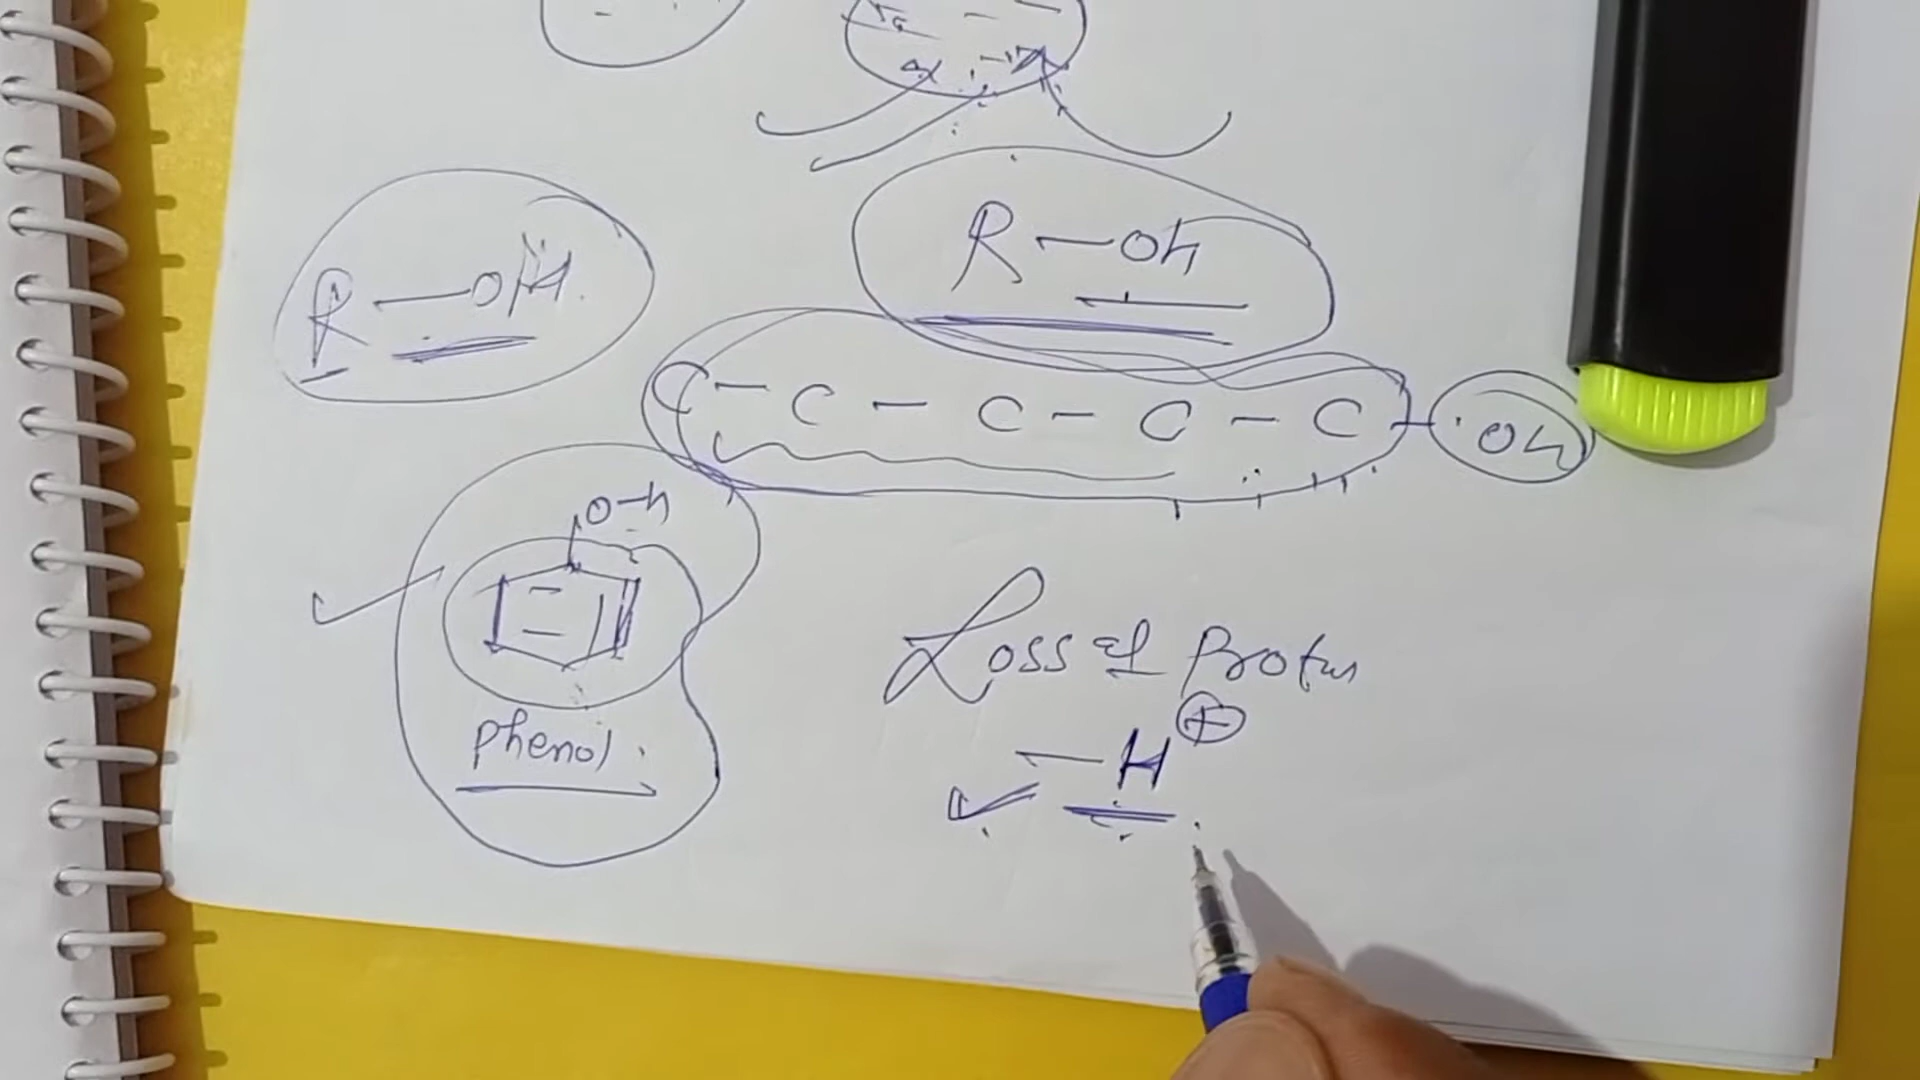 R-oh
R-OH
C-C-C-C-C-oh
O-h
Loss of Proton
phenol
-H⊕